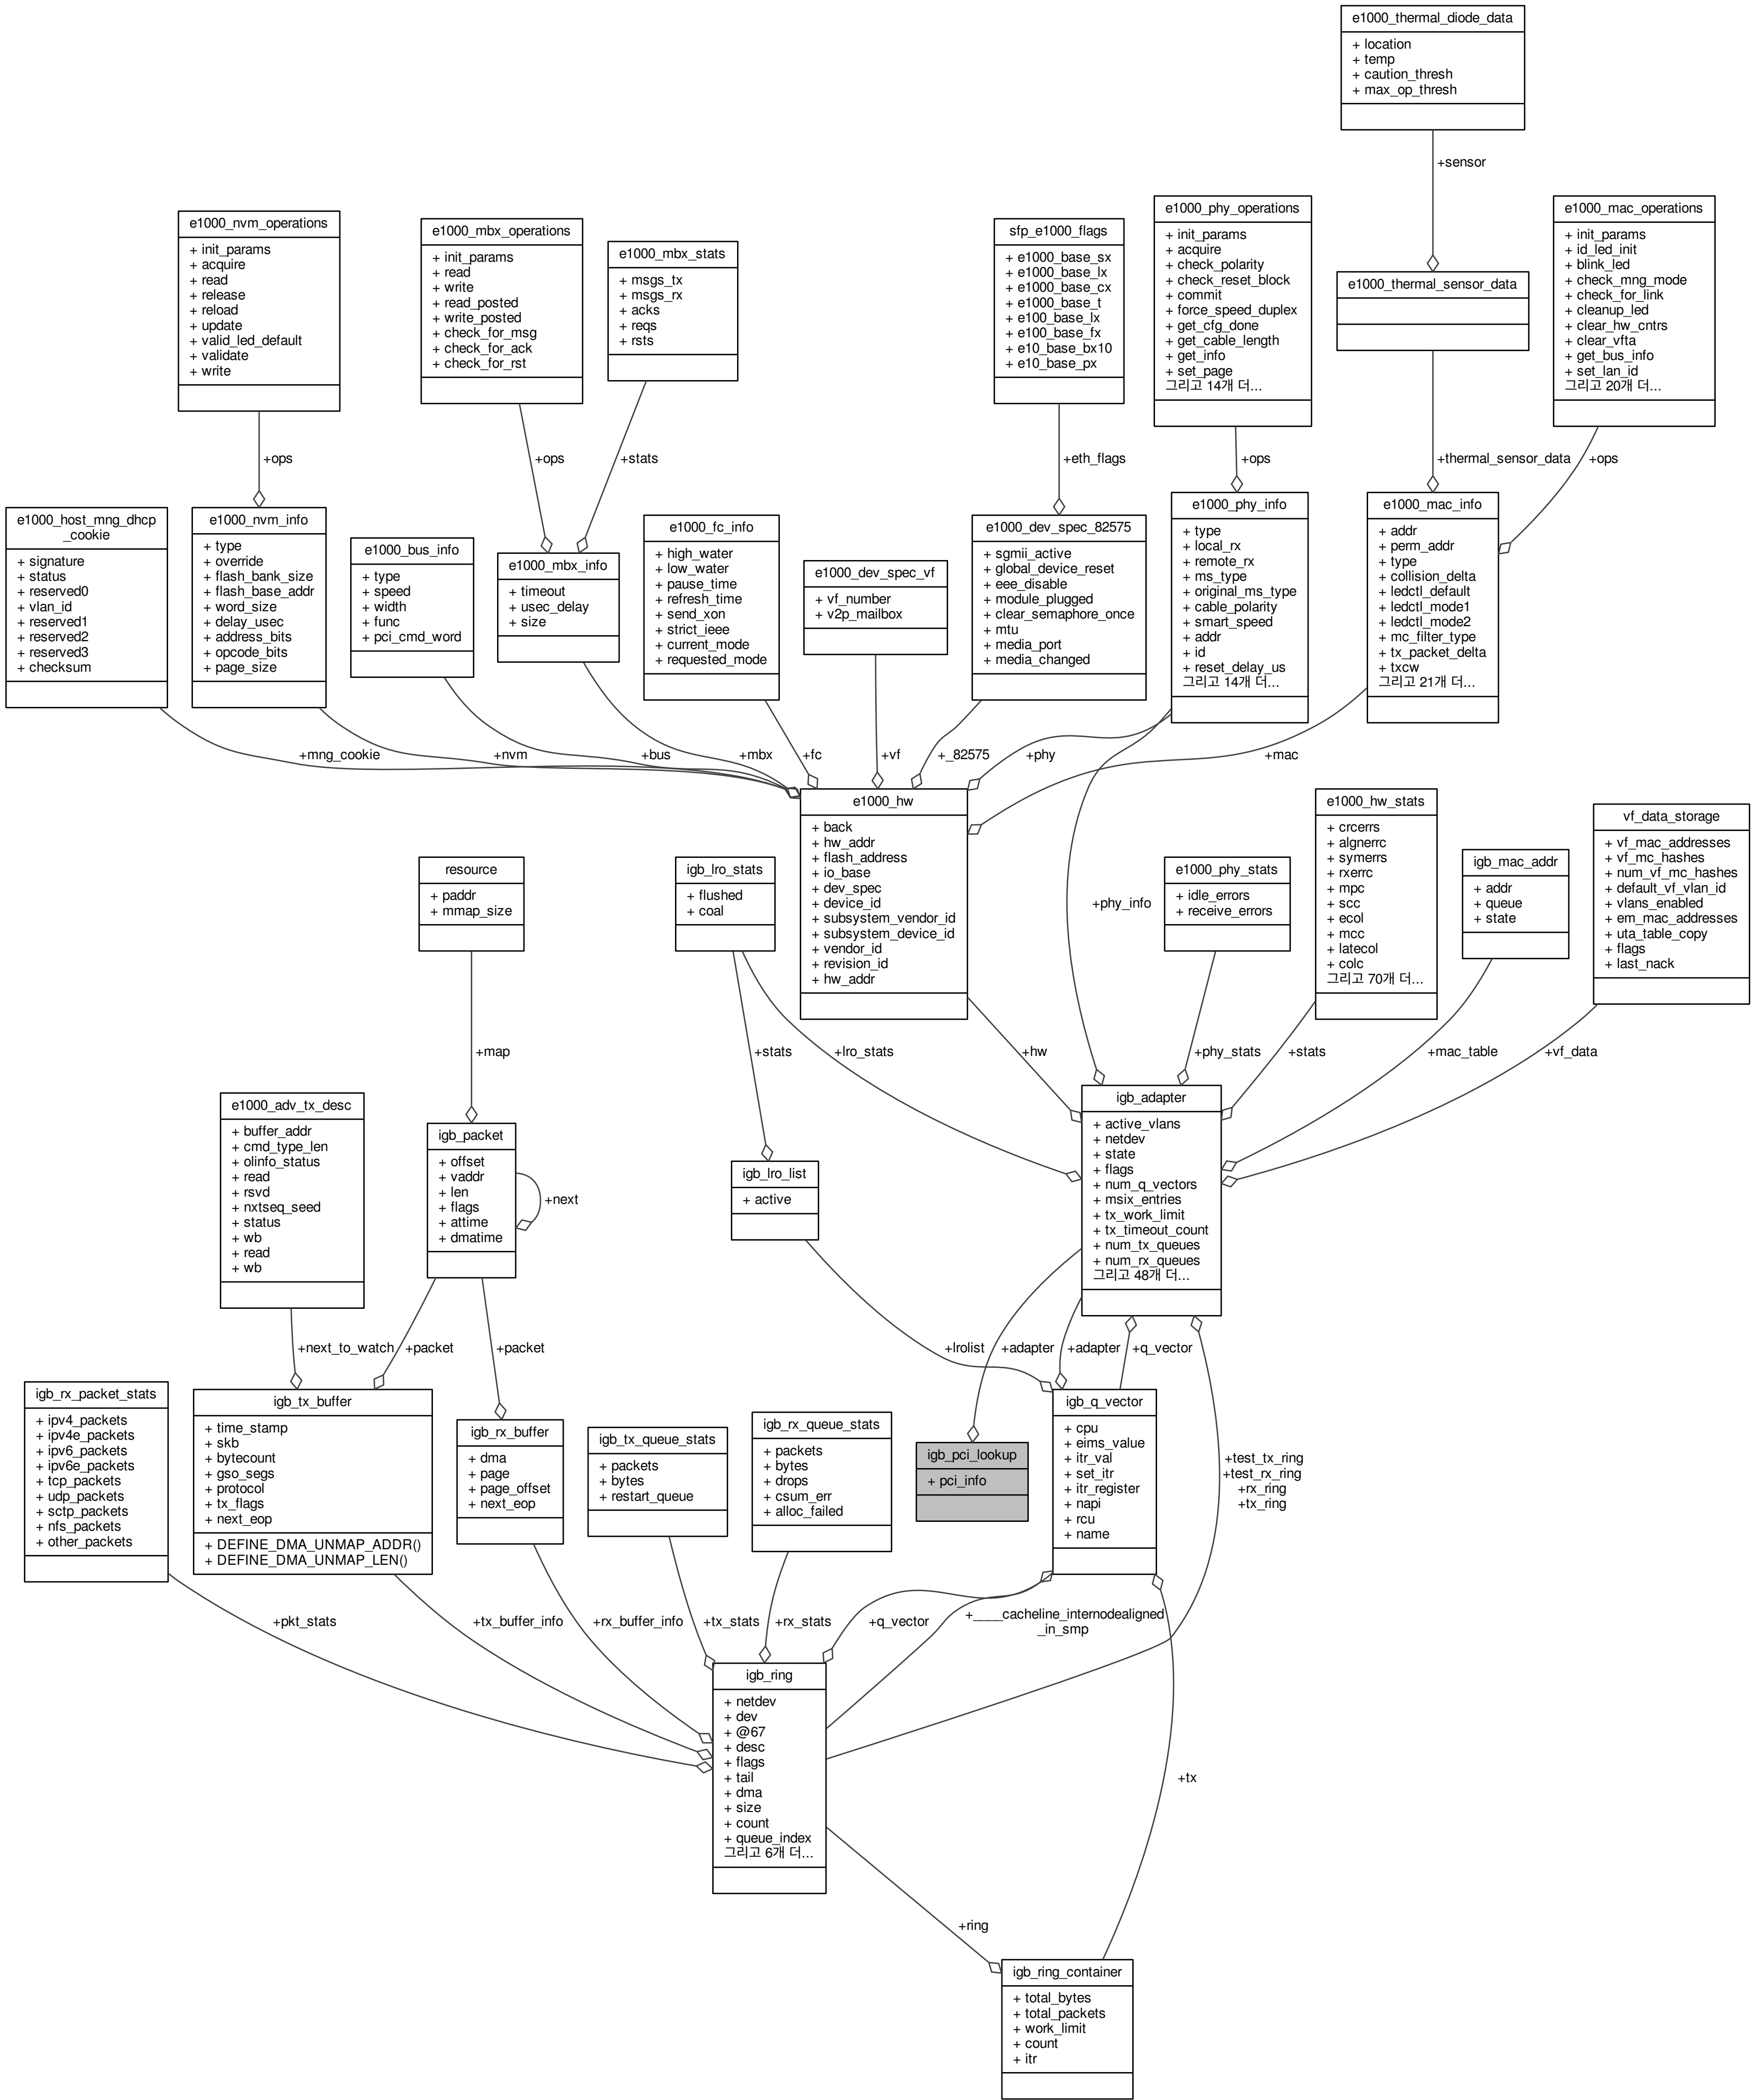 e1000_thermal_diode_data
+ location
+ temp
+ caution_thresh
+ max_op_thresh
+sensor
e1000_nvm_operations
+ init_params
+ acquire
+ read
+ release
+ reload
+ update
+ valid_led_default
+ validate
+ write
e1000_mbx_operations
+ init_params
+ read
+ write
+ read_posted
+ write_posted
+ check_for_msg
+ check_for_ack
+ check_for_rst
e1000_mbx_stats
+ msgs_tx
+ msgs_rx
+ acks
+ reqs
+ rsts
sfp_e1000_flags
+ e1000_base_sx
+ e1000_base_lx
+ e1000_base_cx
+ e1000_base_t
+ e100_base_lx
+ e100_base_fx
+ e10_base_bx10
+ e10_base_px
e1000_phy_operations
+ init_params
+ acquire
+ check_polarity
+ check_reset_block
+ commit
+ force_speed_duplex
+ get_cfg_done
+ get_cable_length
+ get_info
+ set_page
그리고 14개 더...
e1000_thermal_sensor_data
e1000_mac_operations
+ init_params
+ id_led_init
+ blink_led
+ check_mng_mode
+ check_for_link
+ cleanup_led
+ clear_hw_cntrs
+ clear_vfta
+ get_bus_info
+ set_lan_id
그리고 20개 더...
+ops
+ops
+stats
+eth_flags
+ops
+thermal_sensor_data
+ops
e1000_host_mng_dhcp
_cookie
+ signature
+ status
+ reserved0
+ vlan_id
+ reserved1
+ reserved2
+ reserved3
+ checksum
e1000_nvm_info
+ type
+ override
+ flash_bank_size
+ flash_base_addr
+ word_size
+ delay_usec
+ address_bits
+ opcode_bits
+ page_size
e1000_bus_info
+ type
+ speed
+ width
+ func
+ pci_cmd_word
e1000_mbx_info
+ timeout
+ usec_delay
+ size
e1000_fc_info
+ high_water
+ low_water
+ pause_time
+ refresh_time
+ send_xon
+ strict_ieee
+ current_mode
+ requested_mode
e1000_dev_spec_vf
+ vf_number
+ v2p_mailbox
e1000_dev_spec_82575
+ sgmii_active
+ global_device_reset
+ eee_disable
+ module_plugged
+ clear_semaphore_once
+ mtu
+ media_port
+ media_changed
e1000_phy_info
+ type
+ local_rx
+ remote_rx
+ ms_type
+ original_ms_type
+ cable_polarity
+ smart_speed
+ addr
+ id
+ reset_delay_us
그리고 14개 더...
e1000_mac_info
+ addr
+ perm_addr
+ type
+ collision_delta
+ ledctl_default
+ ledctl_mode1
+ ledctl_mode2
+ mc_filter_type
+ tx_packet_delta
+ txcw
그리고 21개 더...
+mng_cookie
+nvm
+bus
+mbx
+fc
+vf
+_82575
+phy
+mac
resource
+ paddr
+ mmap_size
igb_lro_stats
+ flushed
+ coal
e1000_hw
+ back
+ hw_addr
+ flash_address
+ io_base
+ dev_spec
+ device_id
+ subsystem_vendor_id
+ subsystem_device_id
+ vendor_id
+ revision_id
+ hw_addr
+phy_info
e1000_phy_stats
+ idle_errors
+ receive_errors
e1000_hw_stats
+ crcerrs
+ algnerrc
+ symerrs
+ rxerrc
+ mpc
+ scc
+ ecol
+ mcc
+ latecol
+ colc
그리고 70개 더...
igb_mac_addr
+ addr
+ queue
+ state
vf_data_storage
+ vf_mac_addresses
+ vf_mc_hashes
+ num_vf_mc_hashes
+ default_vf_vlan_id
+ vlans_enabled
+ em_mac_addresses
+ uta_table_copy
+ flags
+ last_nack
+map
+stats
+lro_stats
+hw
+phy_stats
+stats
+mac_table
+vf_data
e1000_adv_tx_desc
+ buffer_addr
+ cmd_type_len
+ olinfo_status
+ read
+ rsvd
+ nxtseq_seed
+ status
+ wb
+ read
+ wb
igb_packet
+ offset
+ vaddr
+ len
+ flags
+ attime
+ dmatime
+next
igb_lro_list
+ active
igb_adapter
+ active_vlans
+ netdev
+ state
+ flags
+ num_q_vectors
+ msix_entries
+ tx_work_limit
+ tx_timeout_count
+ num_tx_queues
+ num_rx_queues
그리고 48개 더...
+next_to_watch
+packet
+packet
+lrolist
+adapter
+adapter
+q_vector
igb_rx_packet_stats
+ ipv4_packets
+ ipv4e_packets
+ ipv6_packets
+ ipv6e_packets
+ tcp_packets
+ udp_packets
+ sctp_packets
+ nfs_packets
+ other_packets
igb_tx_buffer
+ time_stamp
+ skb
+ bytecount
+ gso_segs
+ protocol
+ tx_flags
+ next_eop
+ DEFINE_DMA_UNMAP_ADDR()
+ DEFINE_DMA_UNMAP_LEN()
igb_rx_buffer
+ dma
+ page
+ page_offset
+ next_eop
igb_tx_queue_stats
+ packets
+ bytes
+ restart_queue
igb_rx_queue_stats
+ packets
+ bytes
+ drops
+ csum_err
+ alloc_failed
igb_pci_lookup
+ pci_info
igb_q_vector
+ cpu
+ eims_value
+ itr_val
+ set_itr
+ itr_register
+ napi
+ rcu
+ name
+test_tx_ring
+test_rx_ring
+rx_ring
+tx_ring
+pkt_stats
+tx_buffer_info
+rx_buffer_info
+tx_stats
+rx_stats
+q_vector
+____cacheline_internodealigned
_in_smp
igb_ring
+ netdev
+ dev
+ @67
+ desc
+ flags
+ tail
+ dma
+ size
+ count
+ queue_index
그리고 6개 더...
+tx
+ring
igb_ring_container
+ total_bytes
+ total_packets
+ work_limit
+ count
+ itr